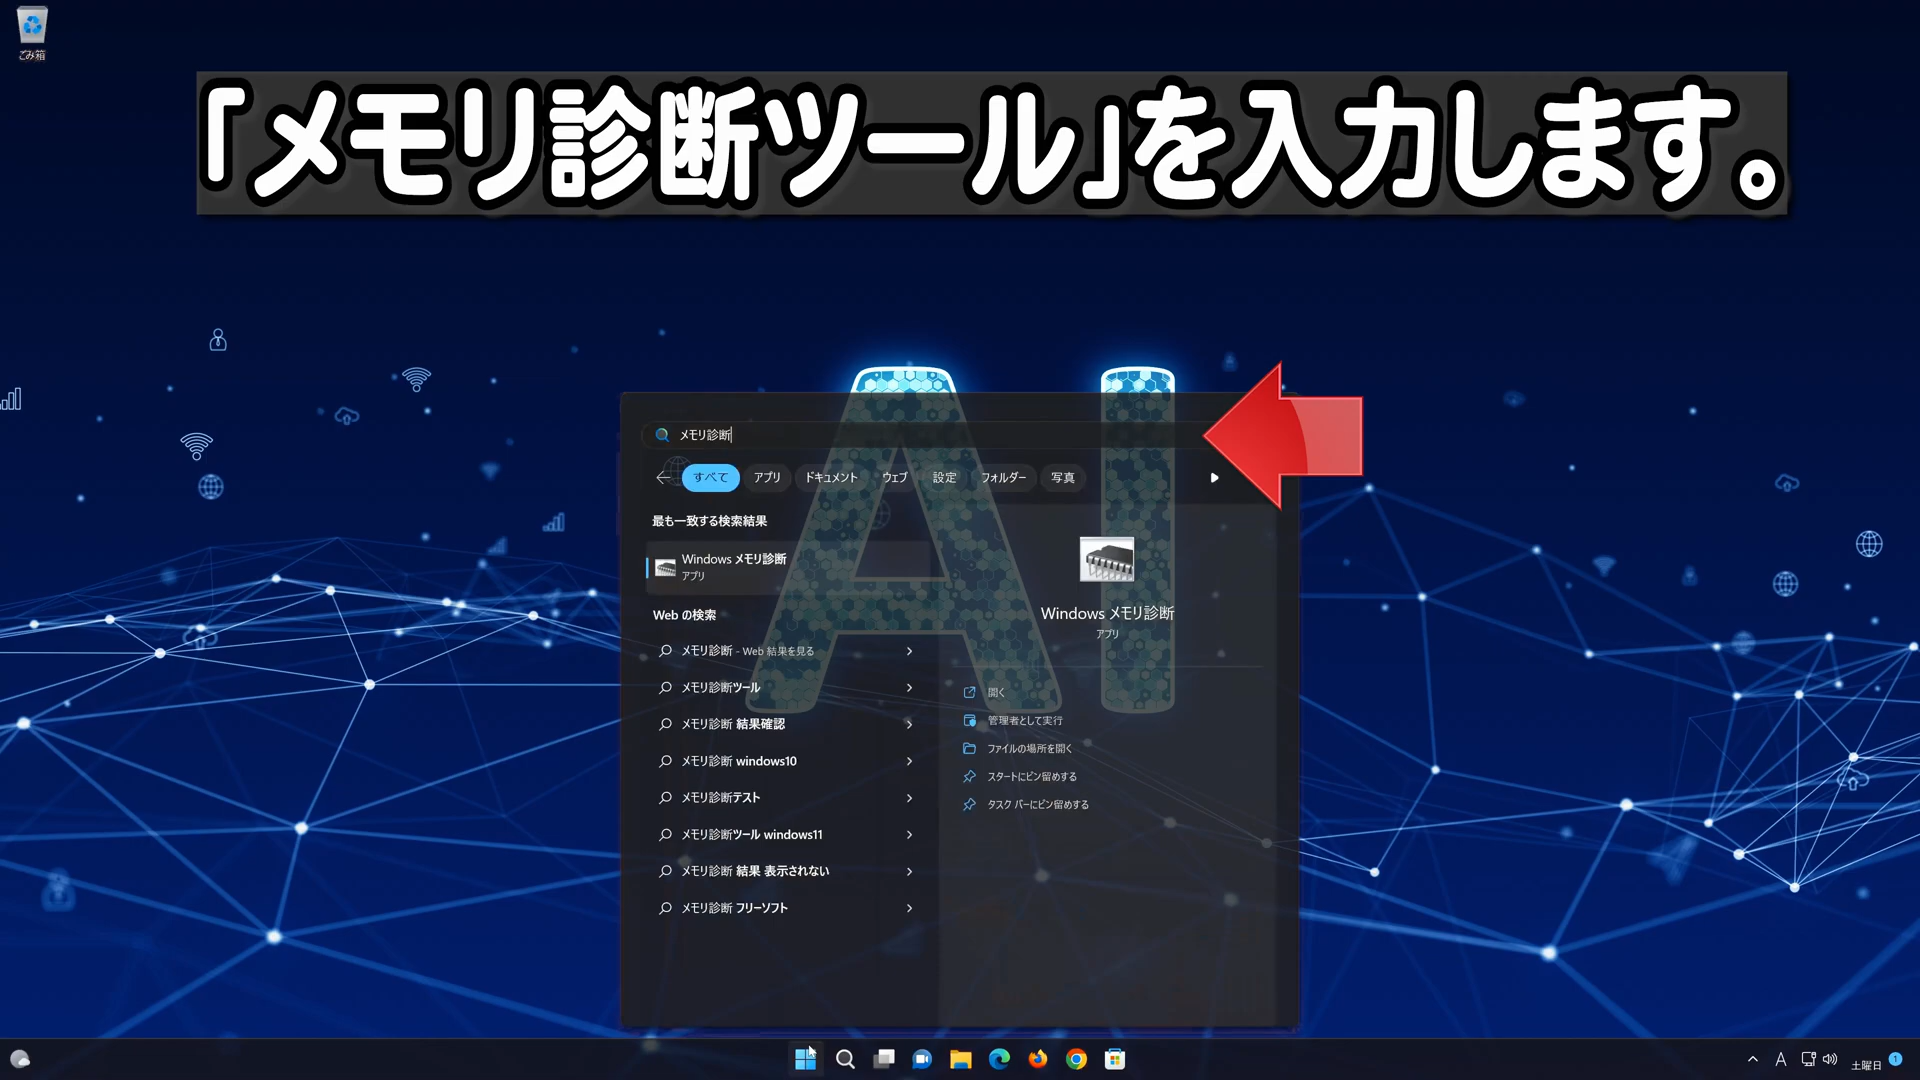 ごみ箱
「メモリ診断ツール」を入力します。
メモリ診断
すべて アプリ ドキュメント ウェブ 設定 フォルダー 写真
最も一致する検索結果
Windows メモリ診断
アプリ
Web の検索
メモリ診断 - Web 結果を見る
メモリ診断ツール
メモリ診断 結果確認
メモリ診断 windows10
メモリ診断テスト
メモリ診断ツール windows11
メモリ診断 結果 表示されない
メモリ診断 フリーソフト
Windows メモリ診断
アプリ
開く
管理者として実行
ファイルの場所を開く
スタートにピン留めする
タスク バーにピン留めする
AI
A
土曜日
1